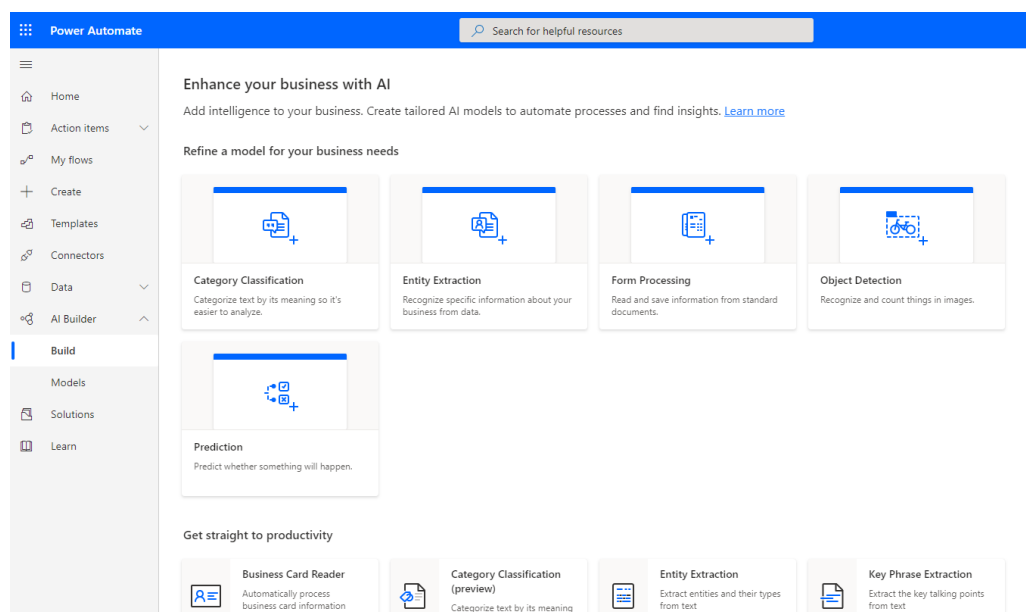 Power Automate
Search for helpful resources
Home
Action items
My flows
Create
Templates
Connectors
Data
AI Builder
Build
Models
Solutions
Learn
Enhance your business with AI
Add intelligence to your business. Create tailored AI models to automate processes and find insights. Learn more
Refine a model for your business needs
Category Classification
Categorize text by its meaning so it's
easier to analyze.
Entity Extraction
Recognize specific information about your
business from data.
Form Processing
Read and save information from standard
documents.
Object Detection
Recognize and count things in images.
Prediction
Predict whether something will happen.
Get straight to productivity
Business Card Reader
Automatically process
business card information
Category Classification
(preview)
Categorize text by its meaning
Entity Extraction
Extract entities and their types
from text
Key Phrase Extraction
Extract the key talking points
from text